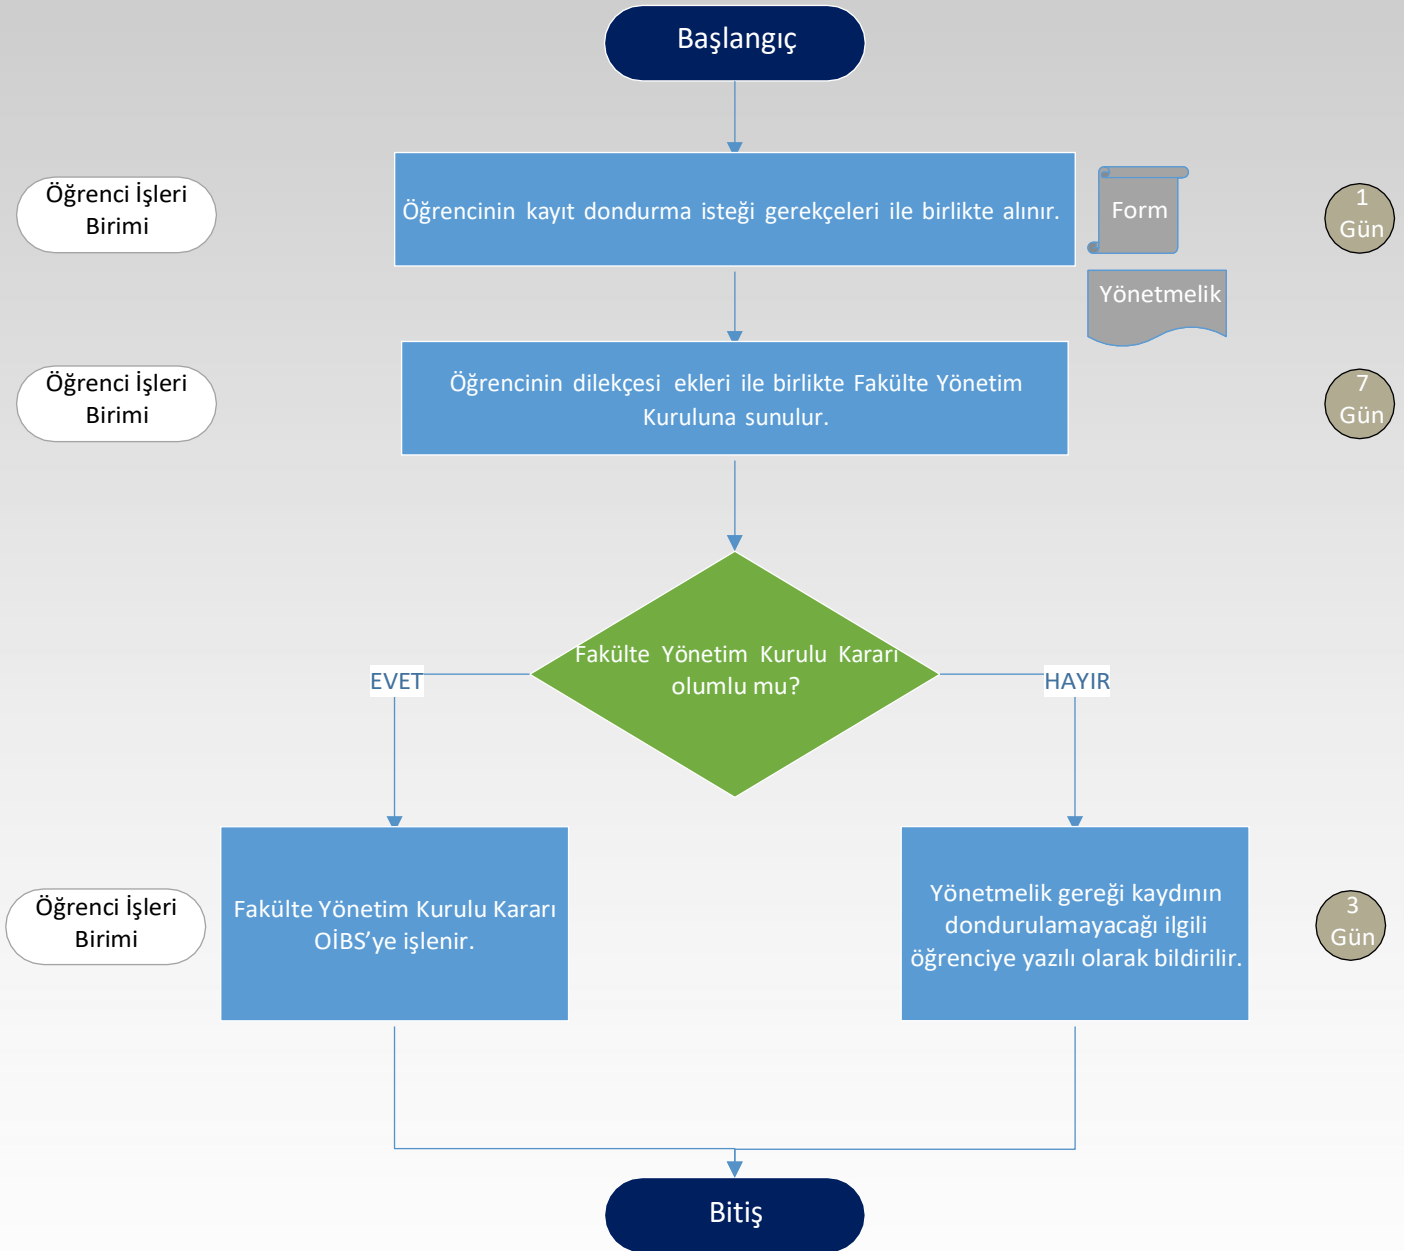 Başlangıç
Öğrenci İşleri
Birimi
Öğrencinin kayıt dondurma isteği gerekçeleri ile birlikte alınır.
Form
1
Gün
Yönetmelik
Öğrenci İşleri
Birimi
Öğrencinin dilekçesi ekleri ile birlikte Fakülte Yönetim
Kuruluna sunulur.
7
Gün
Fakülte Yönetim Kurulu Kararı
olumlu mu?
EVET
HAYIR
Öğrenci İşleri
Birimi
Fakülte Yönetim Kurulu Kararı
OİBS’ye işlenir.
Yönetmelik gereği kaydının
dondurulamayacağı ilgili
öğrenciye yazılı olarak bildirilir.
3
Gün
Bitiş